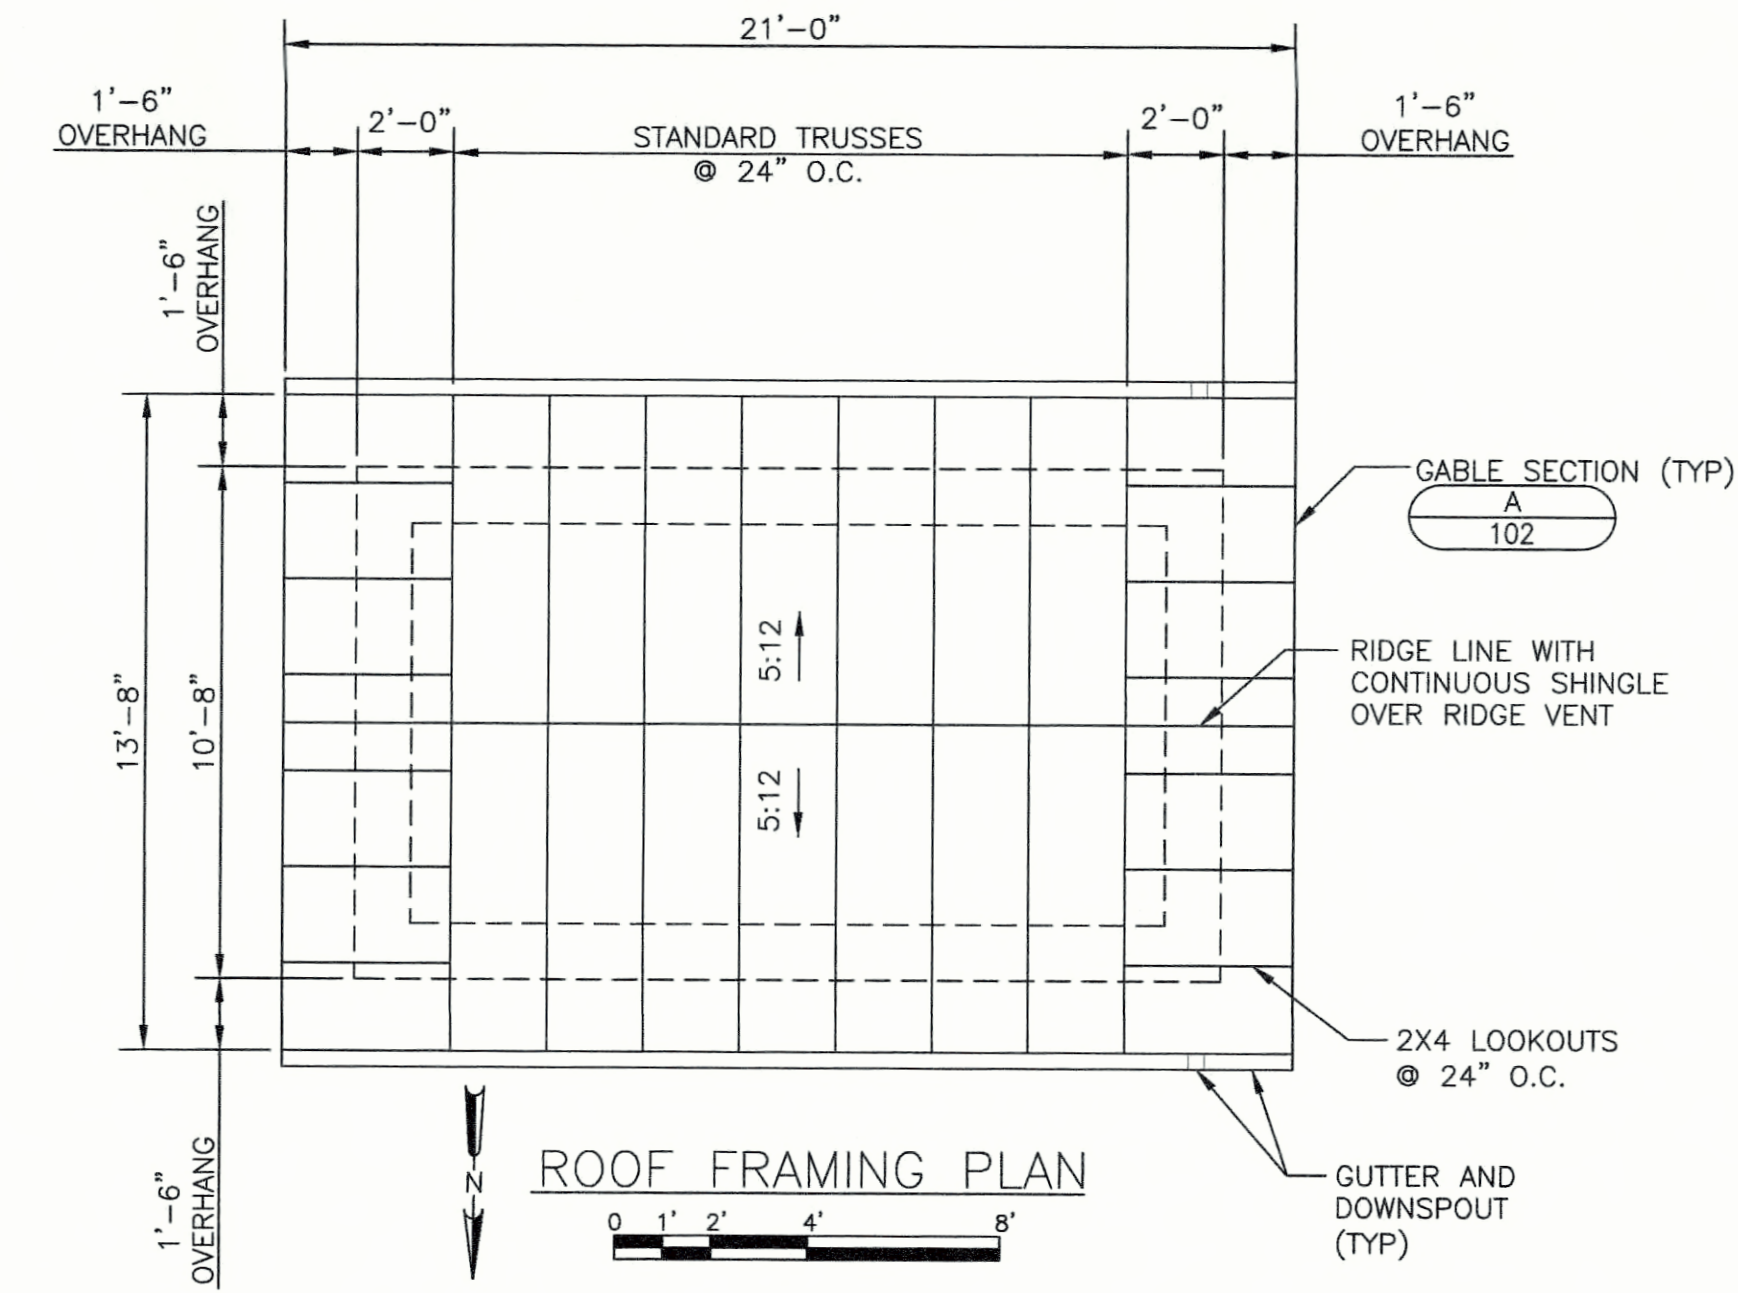 21'-0"
1'-6"
OVERHANG
2'-0"
STANDARD TRUSSES
@ 24" O.C.
2'-0"
1'-6"
OVERHANG
1'-6"
OVERHANG
GABLE SECTION (TYP)
A
102
5:12
RIDGE LINE WITH
CONTINUOUS SHINGLE
OVER RIDGE VENT
13'-8"
10'-8"
5:12
2X4 LOOKOUTS
@ 24" O.C.
1'-6"
OVERHANG
N
ROOF FRAMING PLAN
0 1' 2' 4' 8'
GUTTER AND
DOWNSPOUT
(TYP)